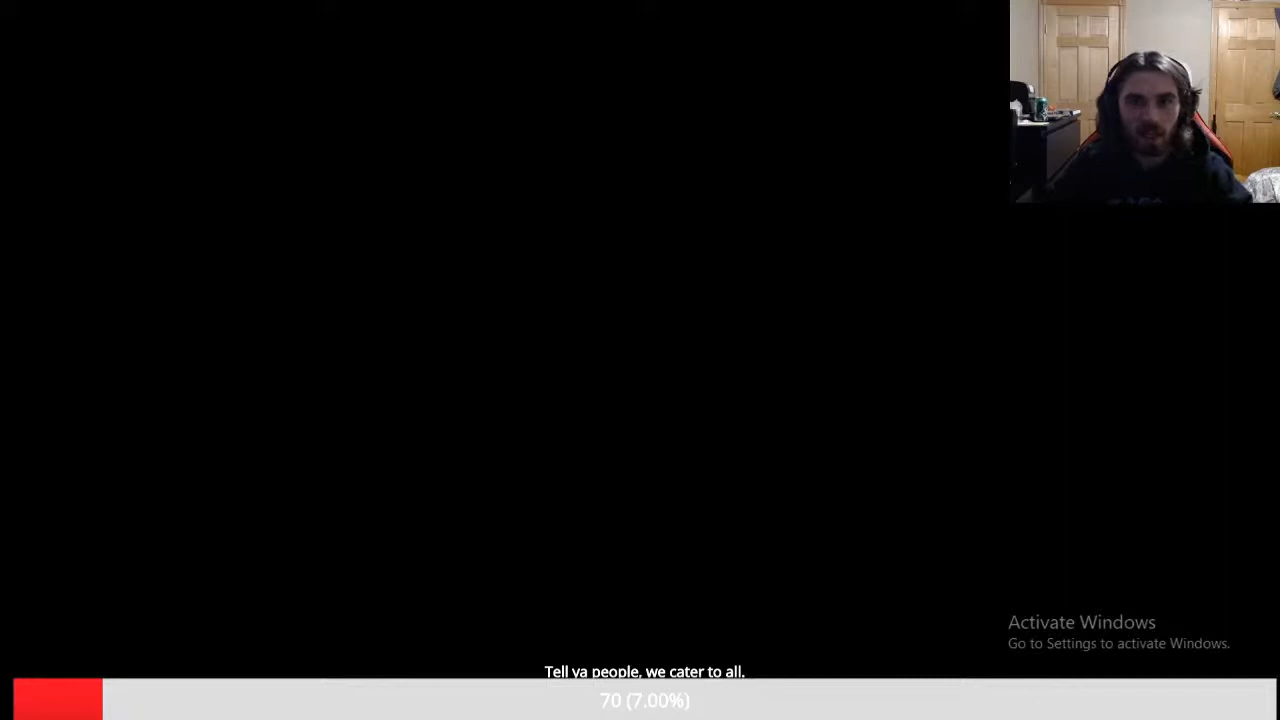 Activate Windows
Go to Settings to activate Windows.
Tell ya people, we cater to all.
70 (7.00%)